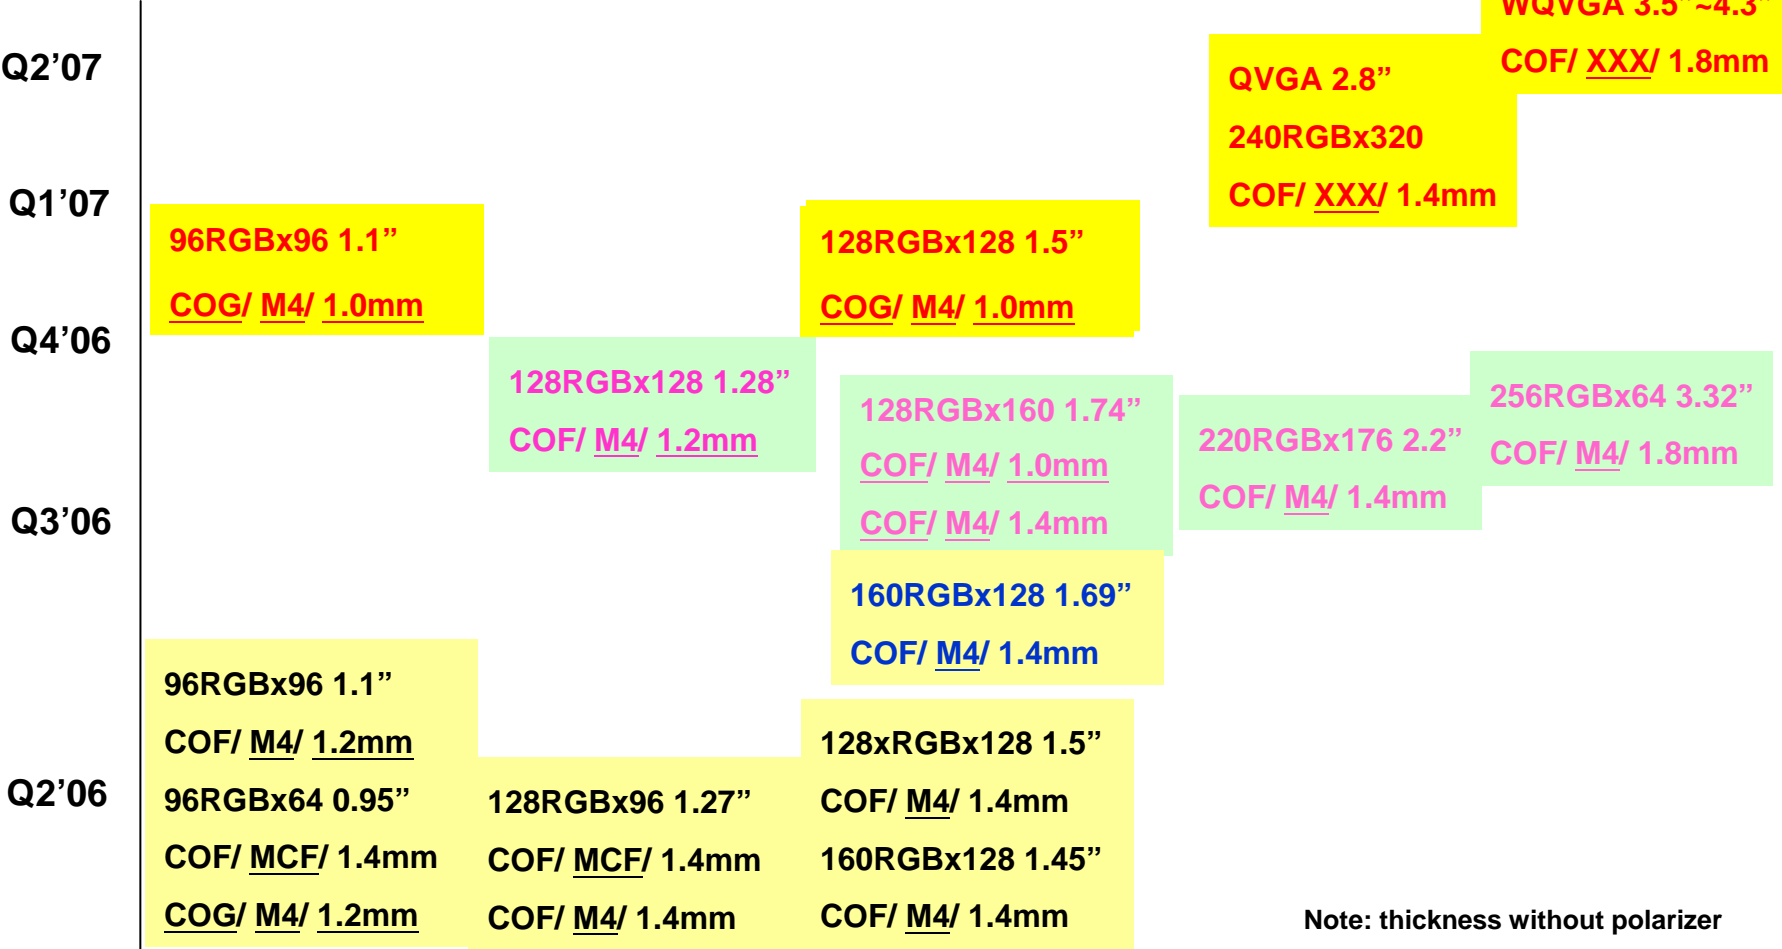 WQVGA 3.5”~4.3”
COF/ XXX/ 1.8mm
Q2’07
QVGA 2.8”
240RGBx320
COF/ XXX/ 1.4mm
Q1’07
96RGBx96 1.1”
COG/ M4/ 1.0mm
128RGBx128 1.5”
COG/ M4/ 1.0mm
Q4’06
128RGBx128 1.28”
COF/ M4/ 1.2mm
128RGBx160 1.74”
COF/ M4/ 1.0mm
COF/ M4/ 1.4mm
220RGBx176 2.2”
COF/ M4/ 1.4mm
256RGBx64 3.32”
COF/ M4/ 1.8mm
Q3’06
160RGBx128 1.69”
COF/ M4/ 1.4mm
96RGBx96 1.1”
COF/ M4/ 1.2mm
96RGBx64 0.95”
COF/ MCF/ 1.4mm
COG/ M4/ 1.2mm
Q2’06
128RGBx96 1.27”
COF/ MCF/ 1.4mm
COF/ M4/ 1.4mm
128xRGBx128 1.5”
COF/ M4/ 1.4mm
160RGBx128 1.45”
COF/ M4/ 1.4mm
Note: thickness without polarizer